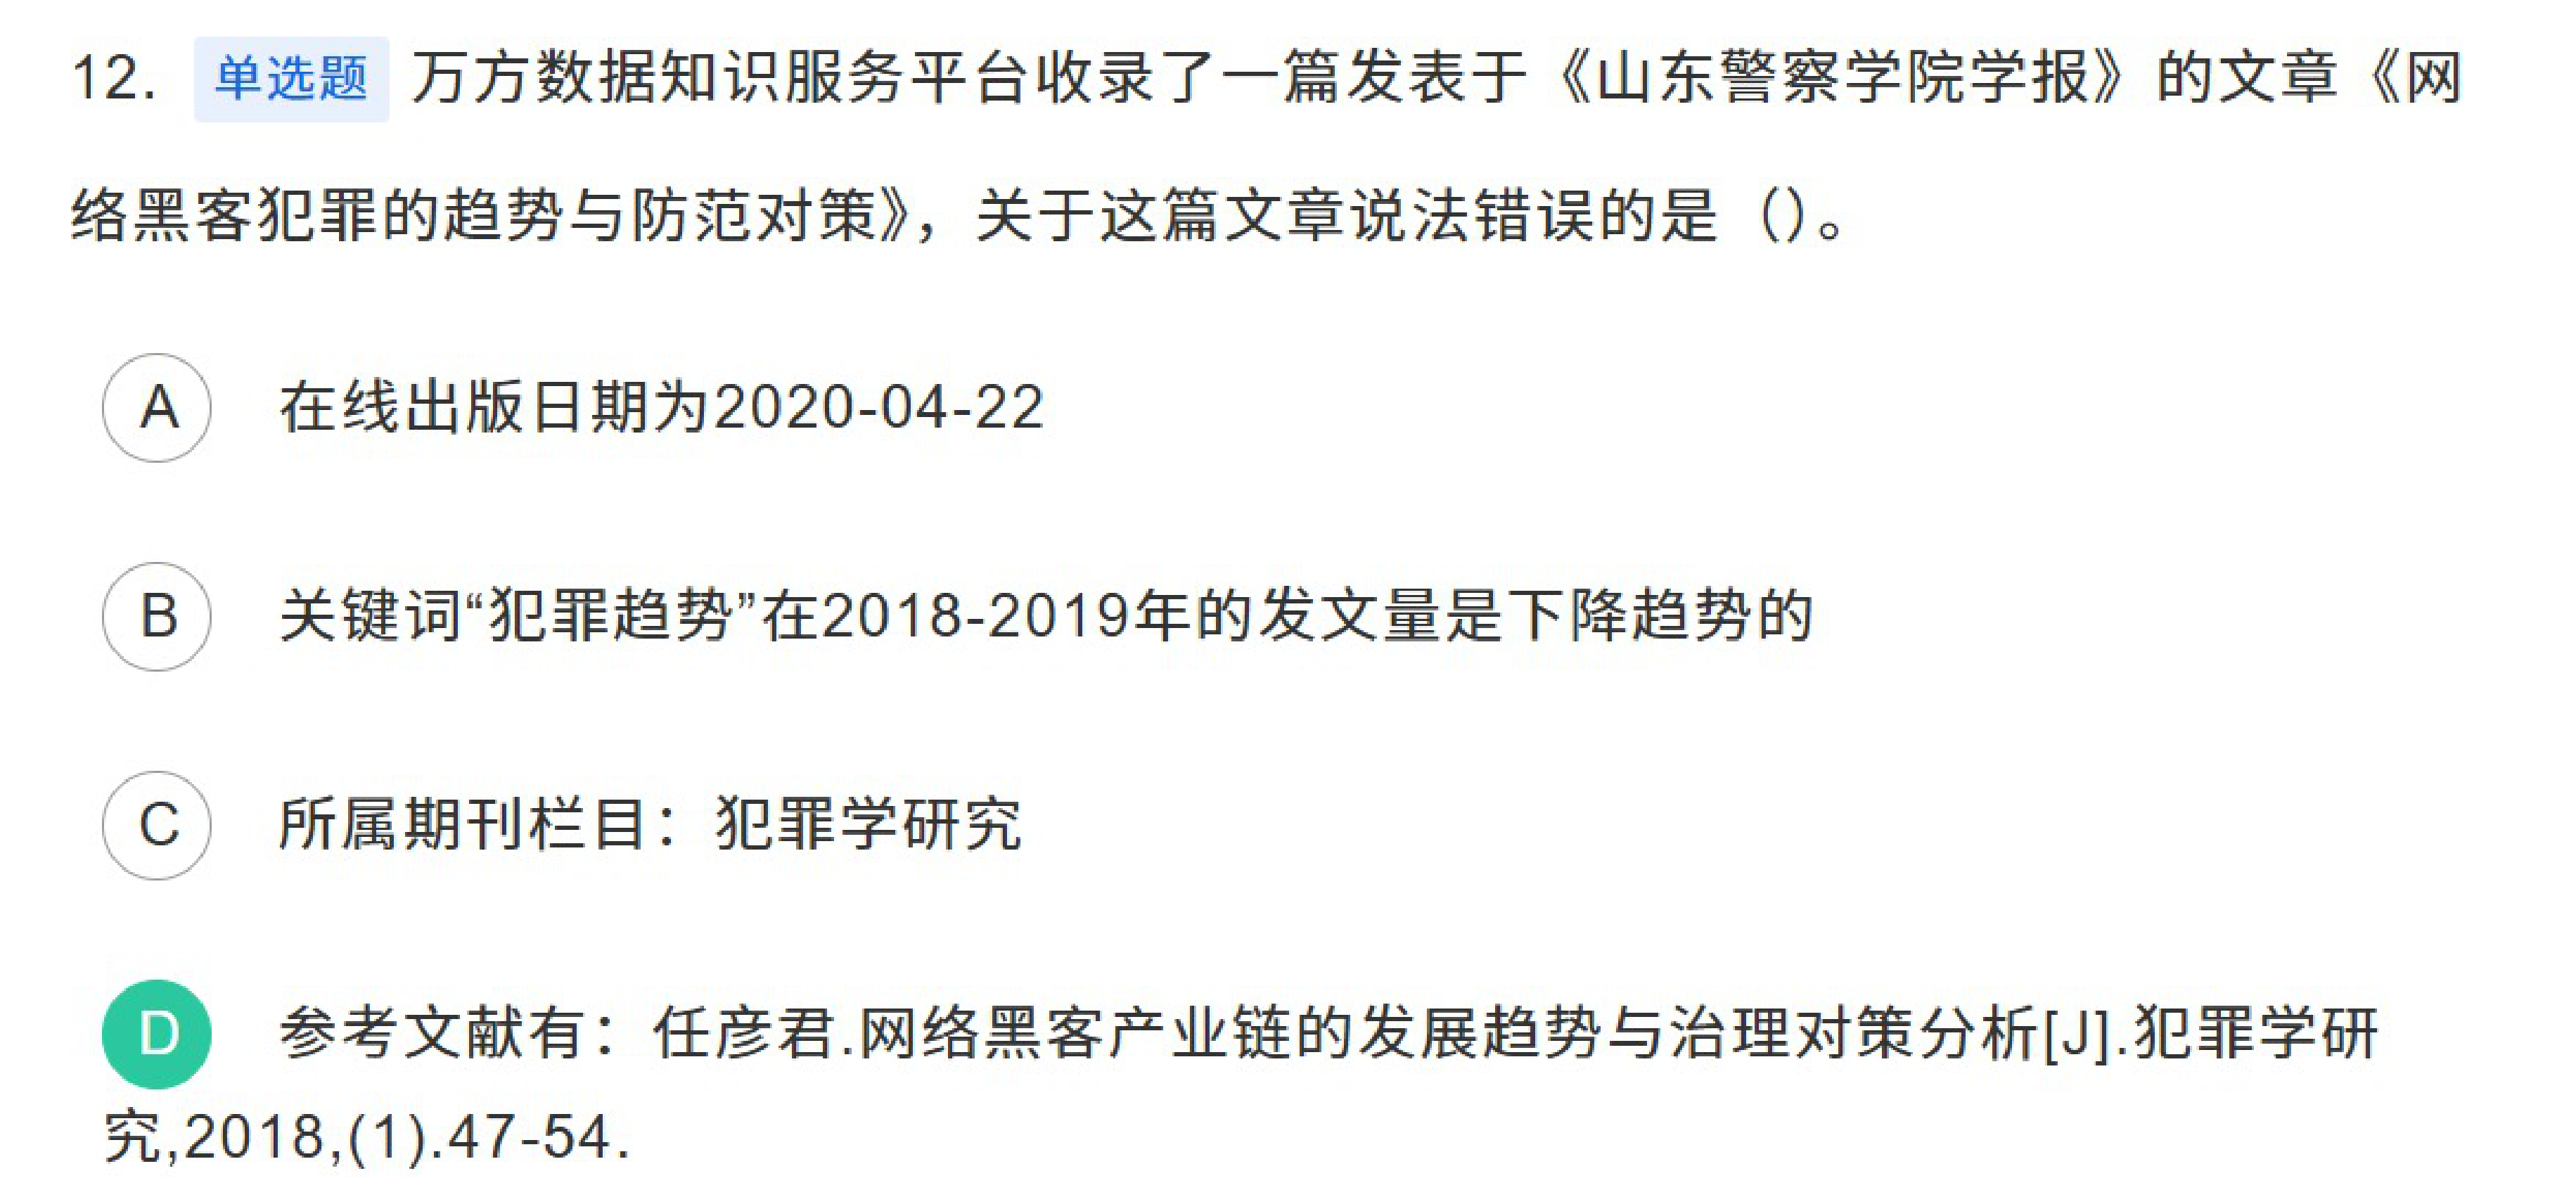 12. 单选题 万方数据知识服务平台收录了一篇发表于《山东警察学院学报》的文章《网
络黑客犯罪的趋势与防范对策》，关于这篇文章说法错误的是（）。
A 在线出版日期为2020-04-22
B 关键词“犯罪趋势”在2018-2019年的发文量是下降趋势的
C 所属期刊栏目：犯罪学研究
D 参考文献有：任彦君.网络黑客产业链的发展趋势与治理对策分析[J].犯罪学研
究,2018,(1).47-54.